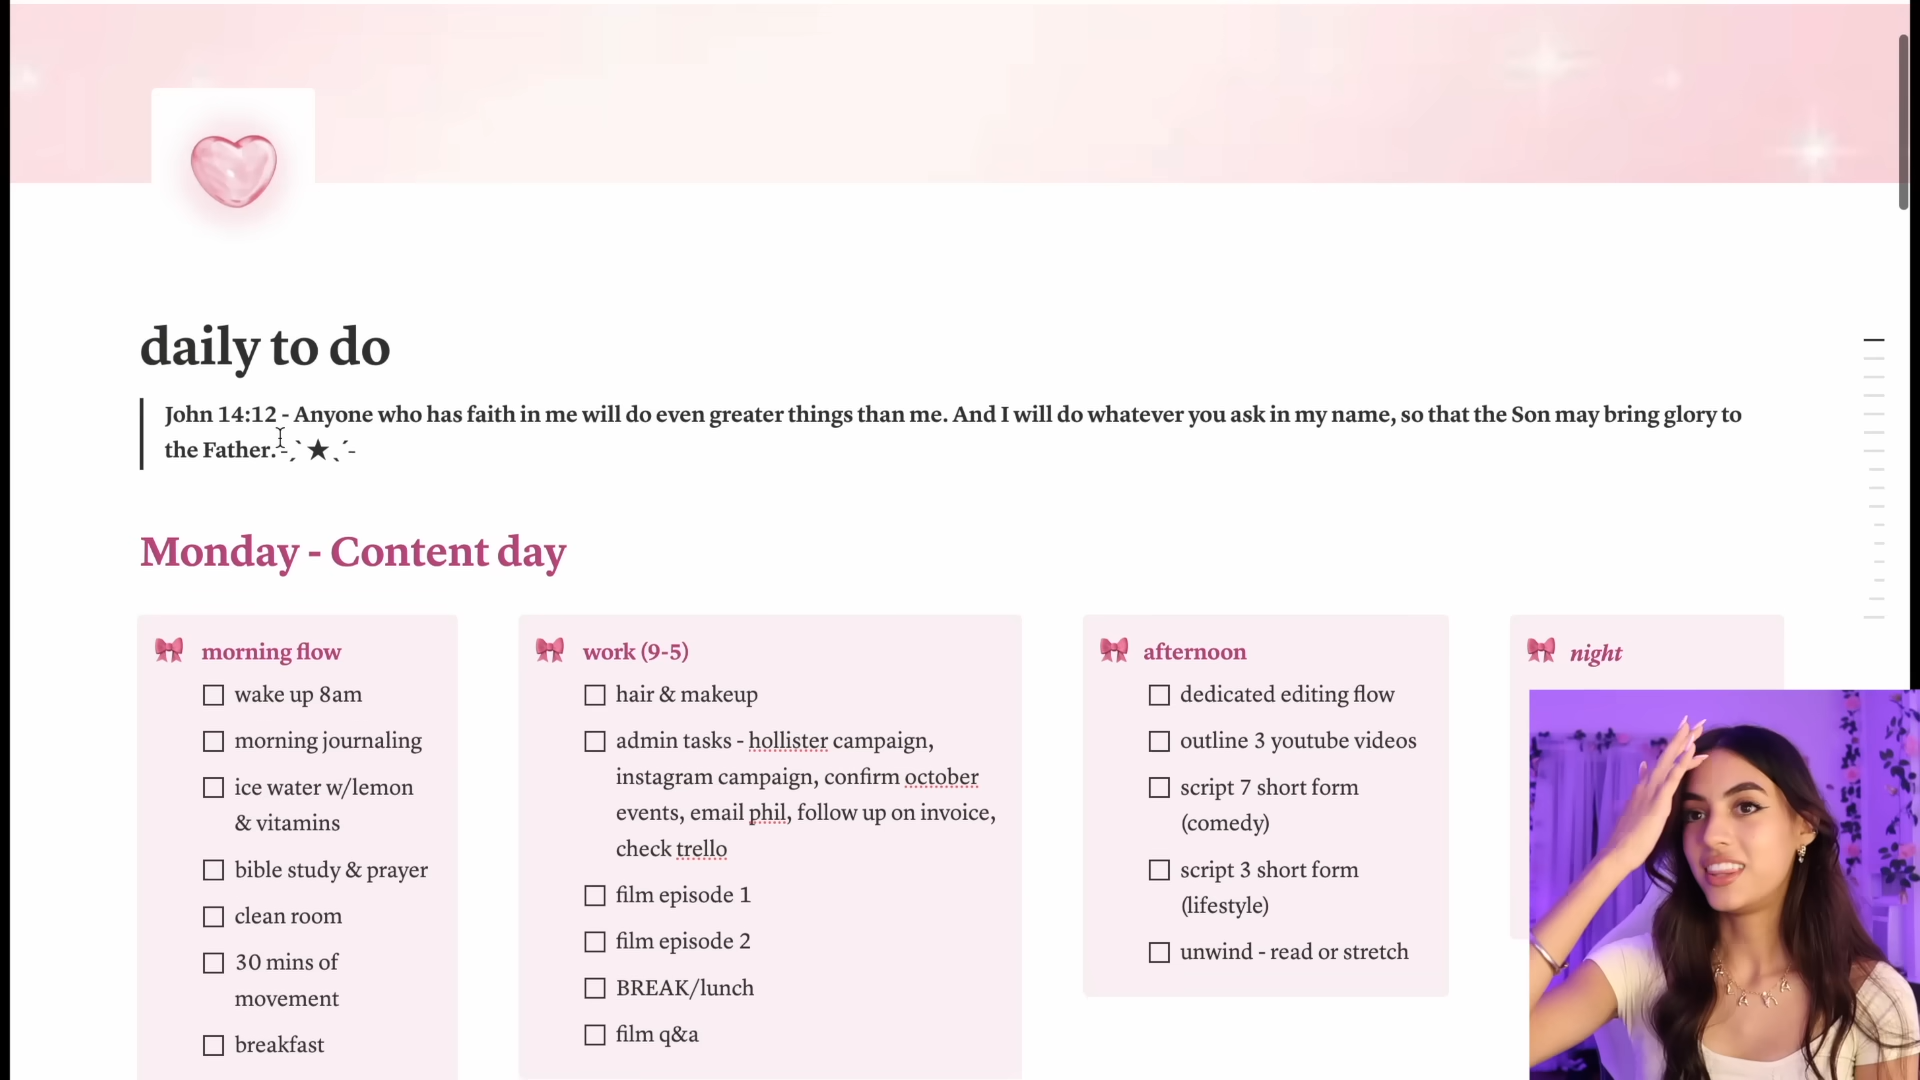 daily to do
John 14:12 - Anyone who has faith in me will do even greater things than me. And I will do whatever you ask in my name, so that the Son may bring glory to
the Father. -ˏˋ ★ ˎˊ-
Monday - Content day
morning flow
wake up 8am
morning journaling
ice water w/lemon
& vitamins
bible study & prayer
clean room
30 mins of
movement
breakfast
work (9-5)
hair & makeup
admin tasks - hollister campaign,
instagram campaign, confirm october
events, email phil, follow up on invoice,
check trello
film episode 1
film episode 2
BREAK/lunch
film q&a
afternoon
dedicated editing flow
outline 3 youtube videos
script 7 short form
(comedy)
script 3 short form
(lifestyle)
unwind - read or stretch
night